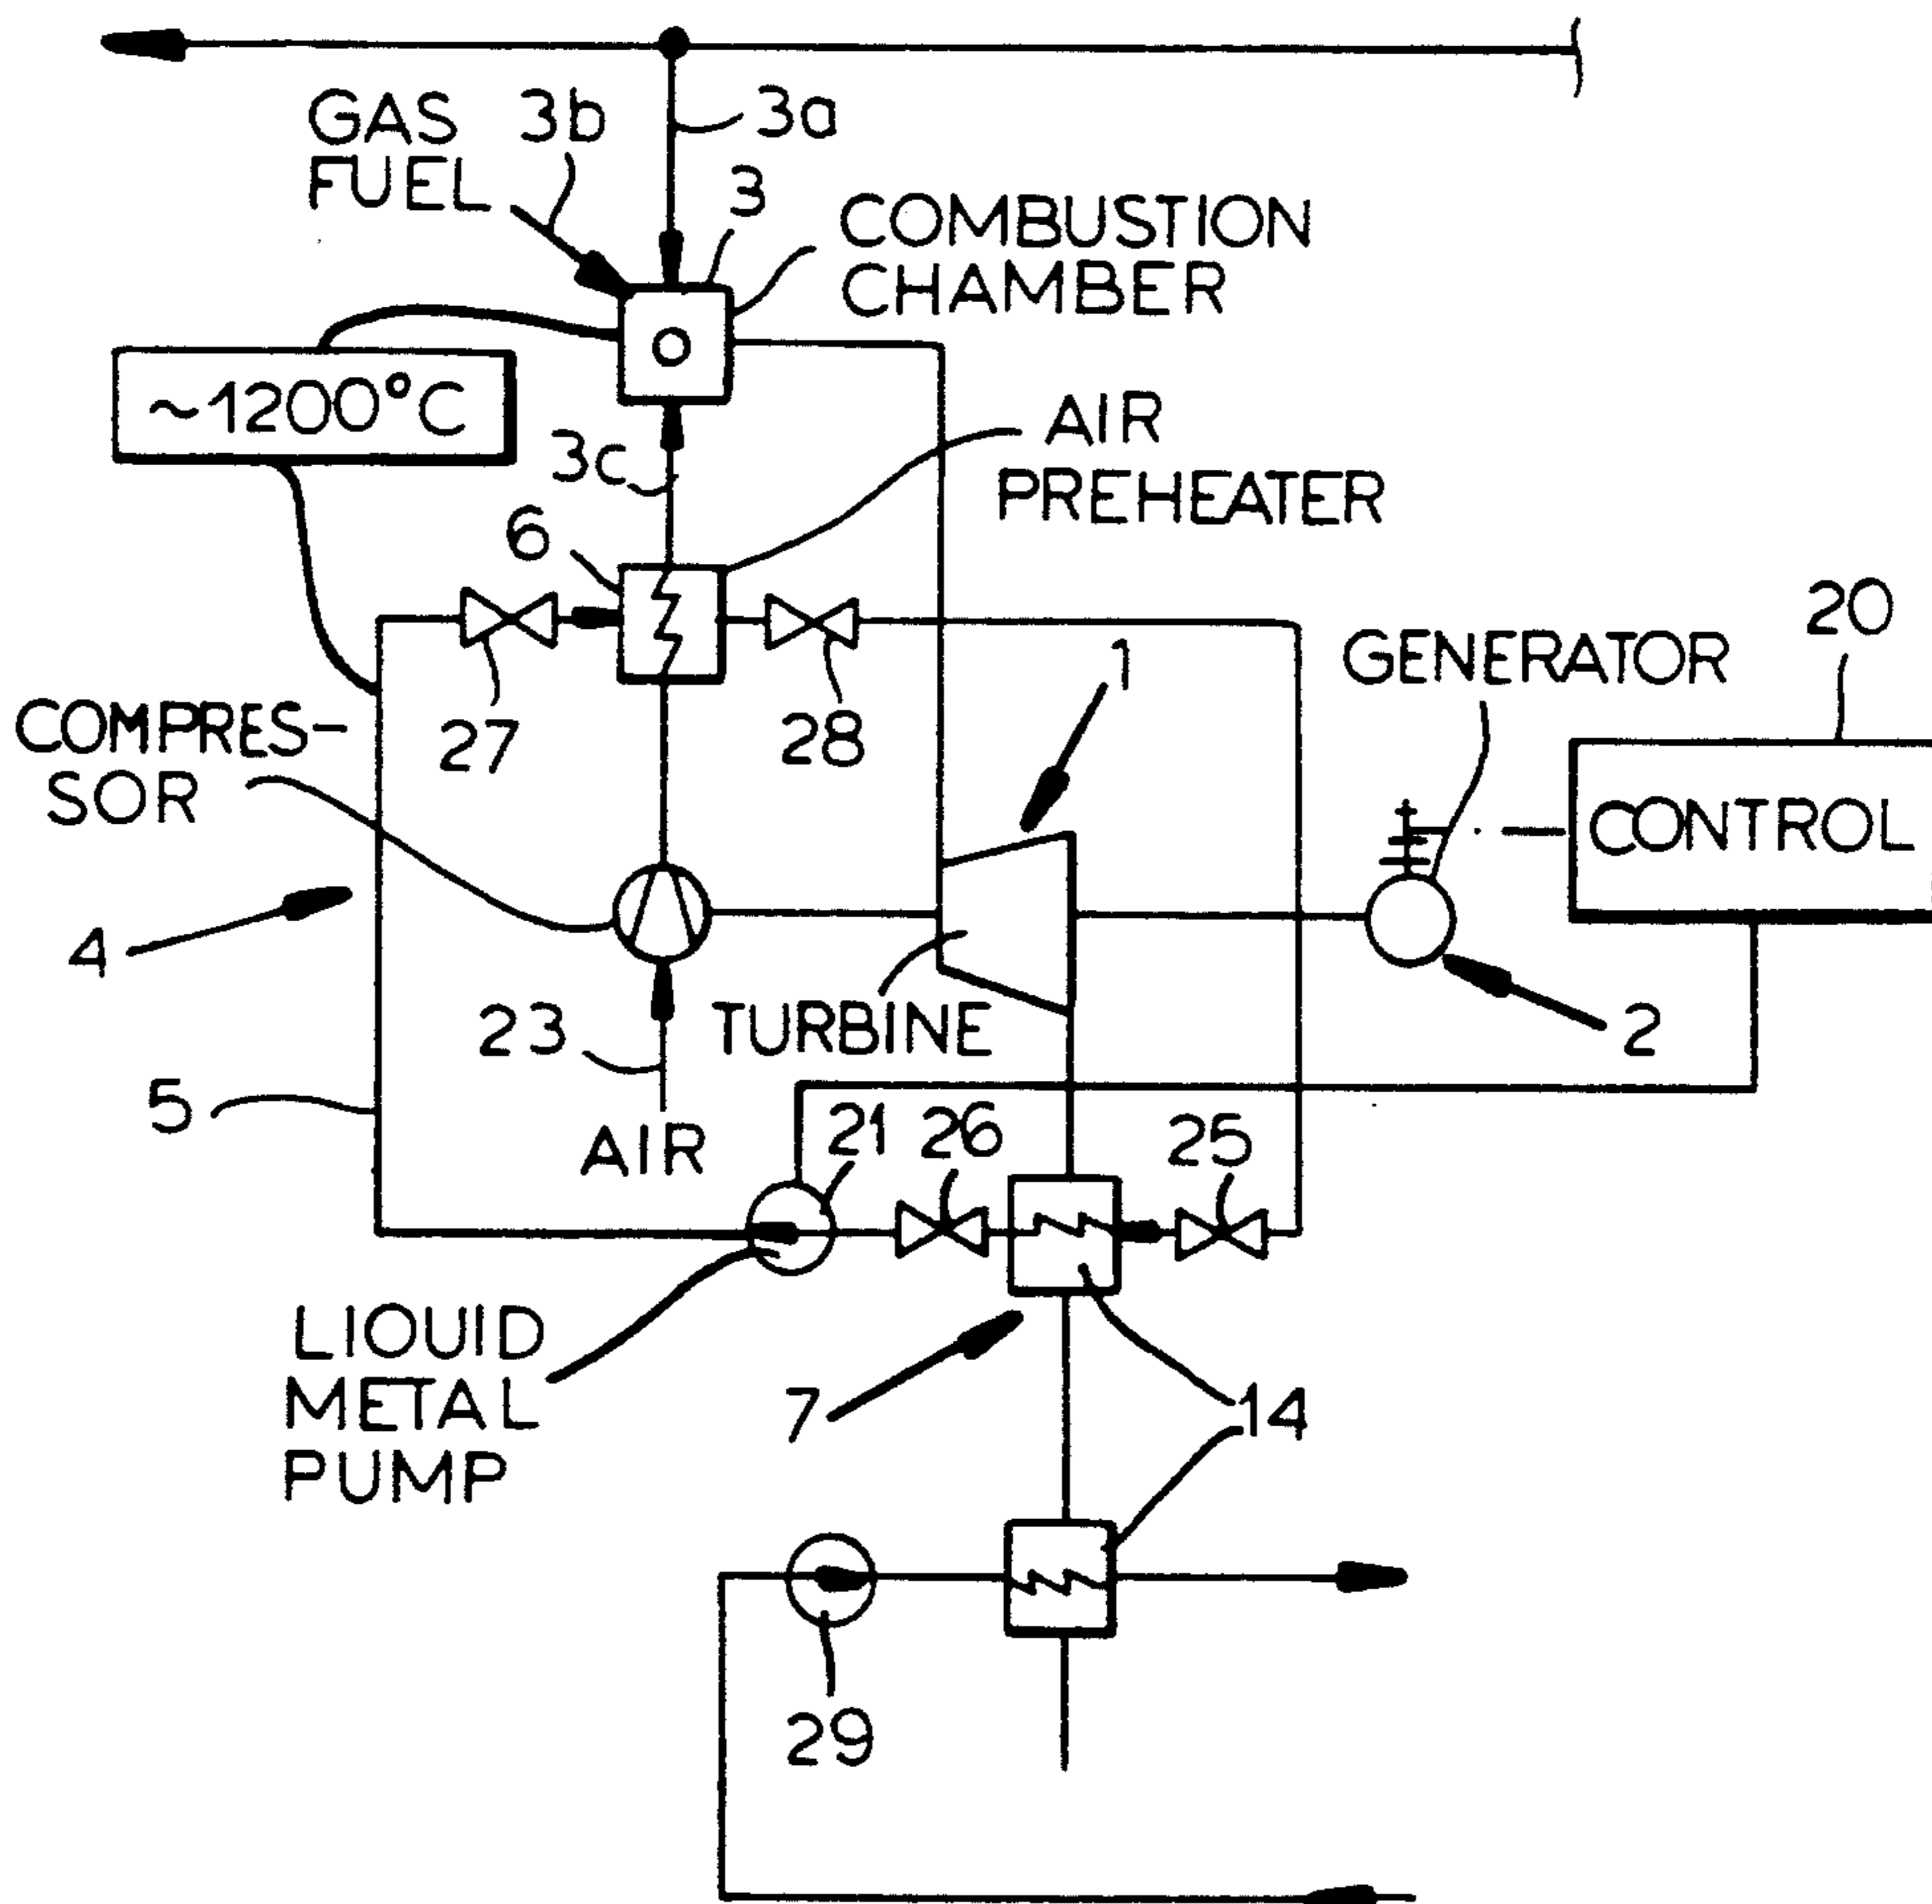 GAS
FUEL
3b
3a
3
COMBUSTION
CHAMBER
~1200°C
3c
AIR
PREHEATER
6
20
GENERATOR
1
COMPRES-
SOR
27
28
CONTROL
4
23
TURBINE
2
5
AIR
21
26
25
LIQUID
METAL
PUMP
7
14
29